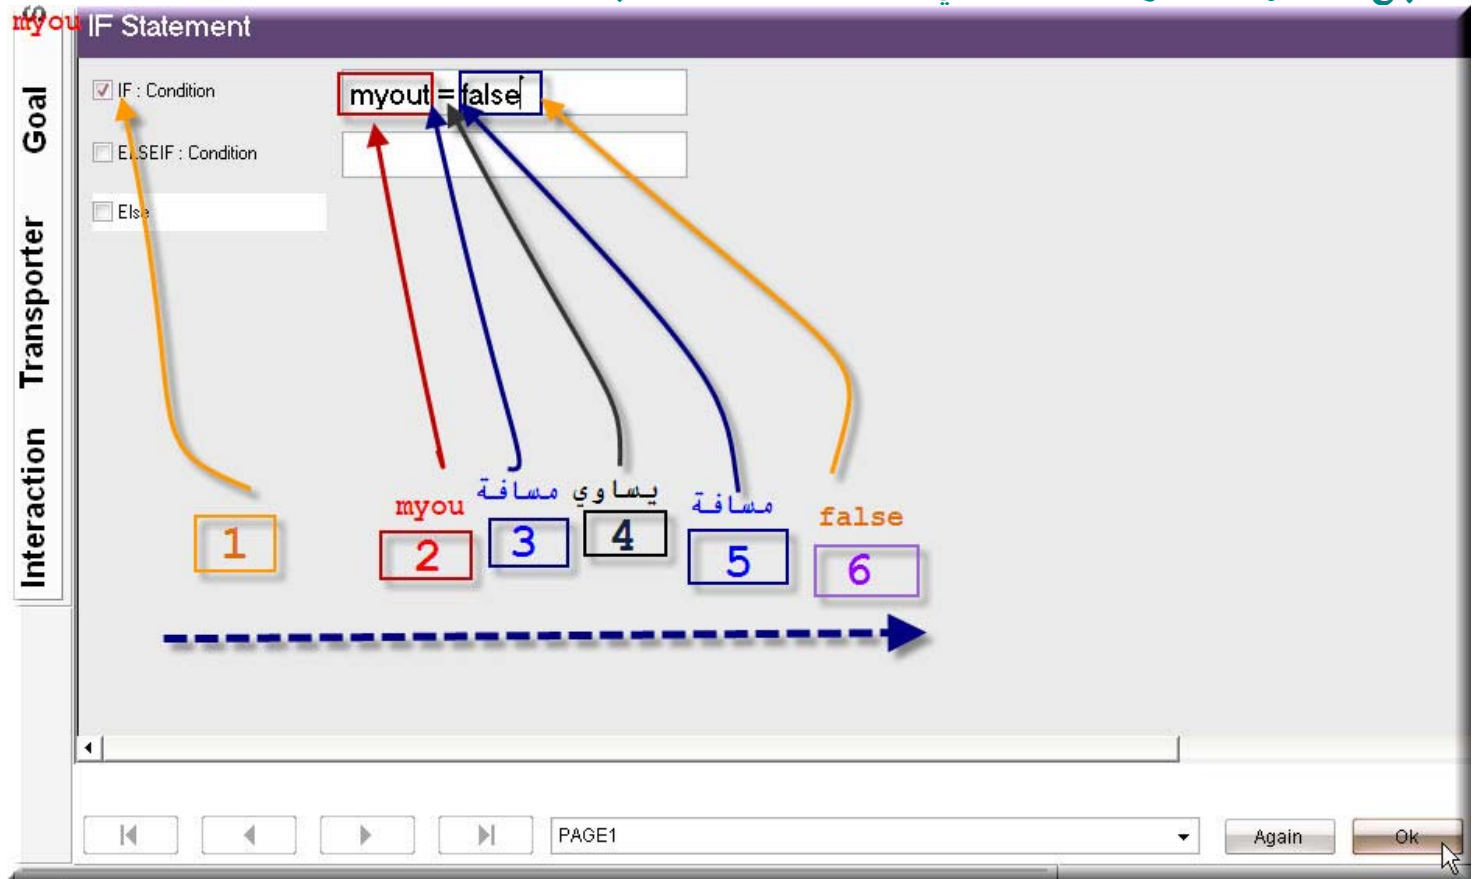 myou
IF Statement
IF : Condition
myout = false
ELSEIF : Condition
Else
Goal
Transporter
Interaction
myou
مسافة
يساوي
مسافة
false
1
2
3
4
5
6
PAGE1
Again
Ok